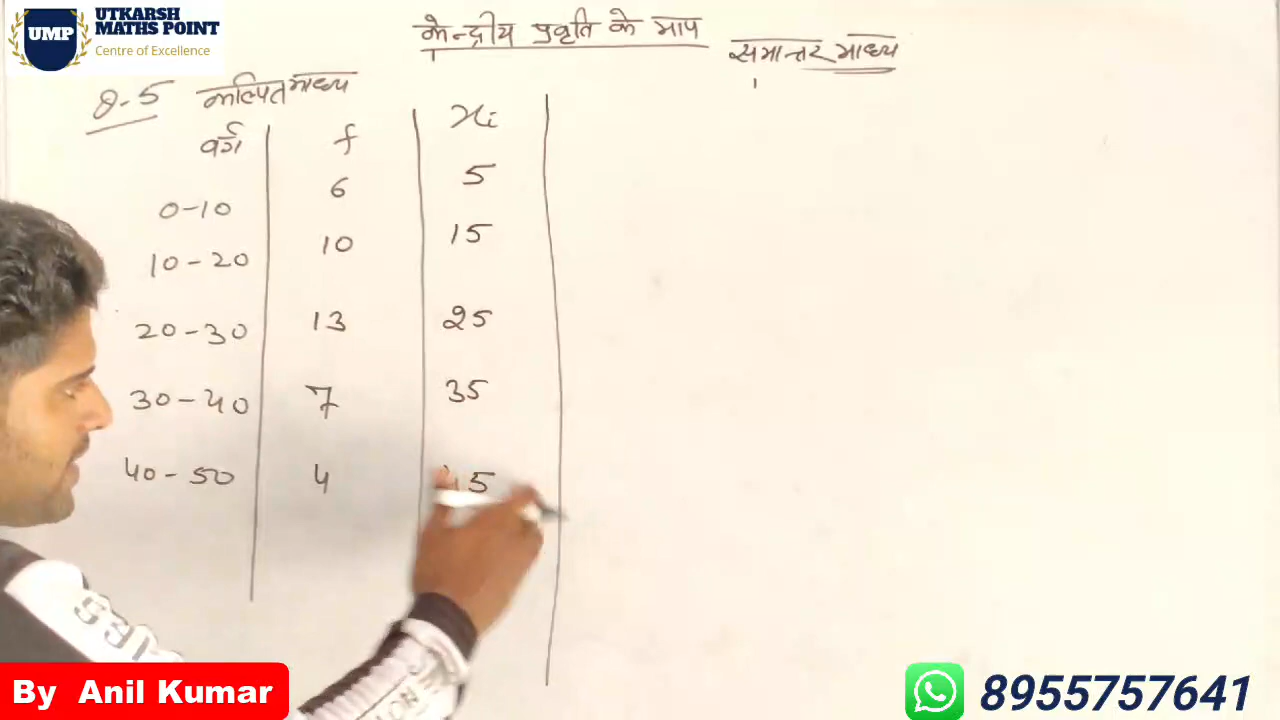 UMP
UTKARSH
MATHS POINT
Centre of Excellence
केन्द्रीय प्रवृति के माप
समान्तर माध्य
Q-5 कल्पित माध्य
वर्ग f xi
0-10 6 5
10-20 10 15
20-30 13 25
30-40 7 35
40-50 4 45
By Anil Kumar
8955757641